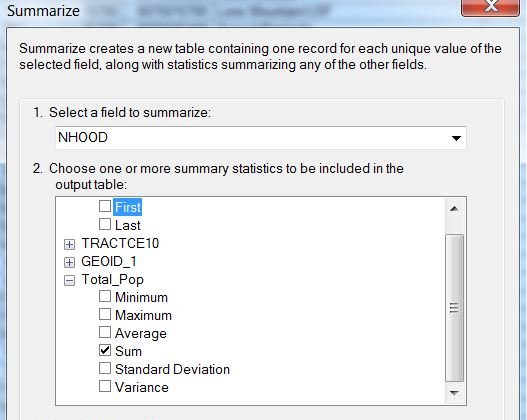 Summarize
Summarize creates a new table containing one record for each unique value of the
selected field, along with statistics summarizing any of the other fields.
1. Select a field to summarize:
NHOOD
2. Choose one or more summary statistics to be included in the
output table:
First
Last
TRACTCE10
GEOID_1
Total_Pop
Minimum
Maximum
Average
Sum
Standard Deviation
Variance